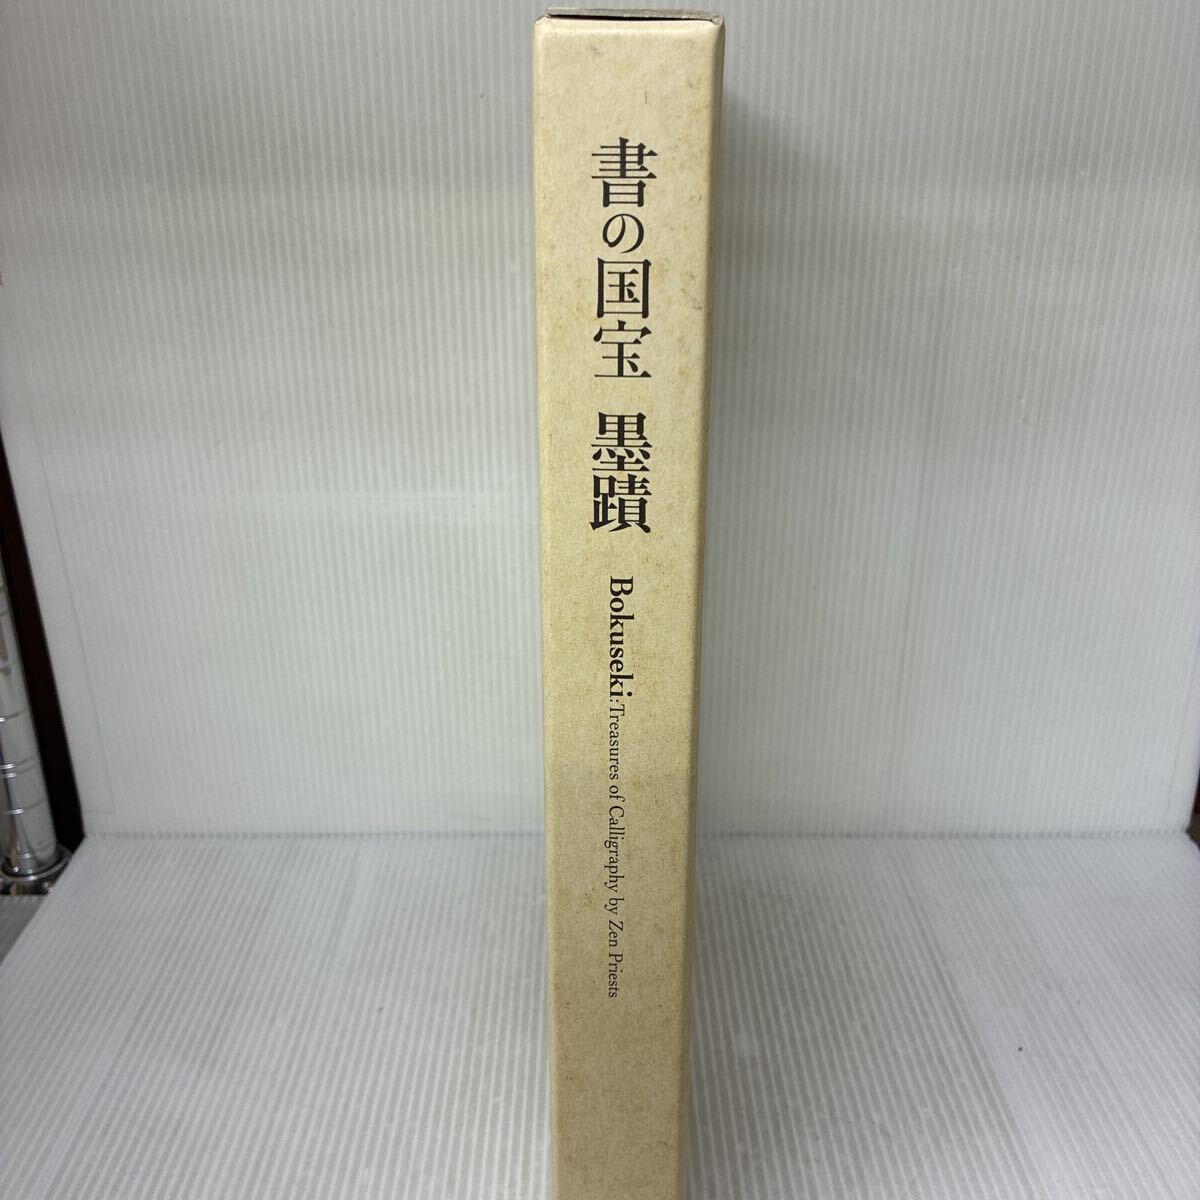 書の国宝 墨蹟
Bokuseki:Treasures of Calligraphy by Zen Priests